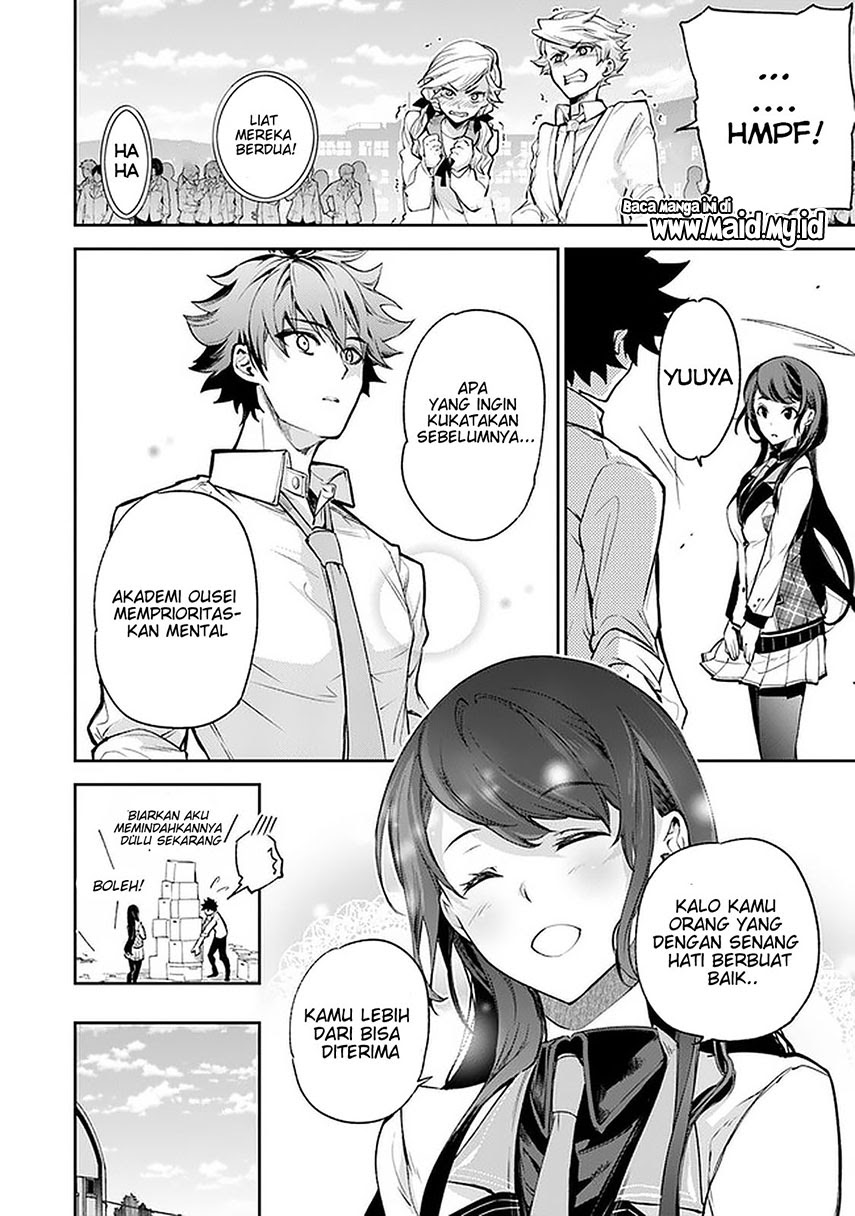 ...
....
HMPF!
LIAT
MEREKA
BERDUA!
HA
HA
Baca Manga ini di
www.Maid.My.id
YUUYA
APA
YANG INGIN
KUKATAKAN
SEBELUMNYA...
AKADEMI OUSEI
MEMPRIORITAS-
KAN MENTAL
KALO KAMU
ORANG YANG
DENGAN SENANG
HATI BERBUAT
BAIK..
KAMU LEBIH
DARI BISA
DITERIMA
BIARKAN AKU
MEMINDAHKANNYA
DULU SEKARANG
BOLEH!